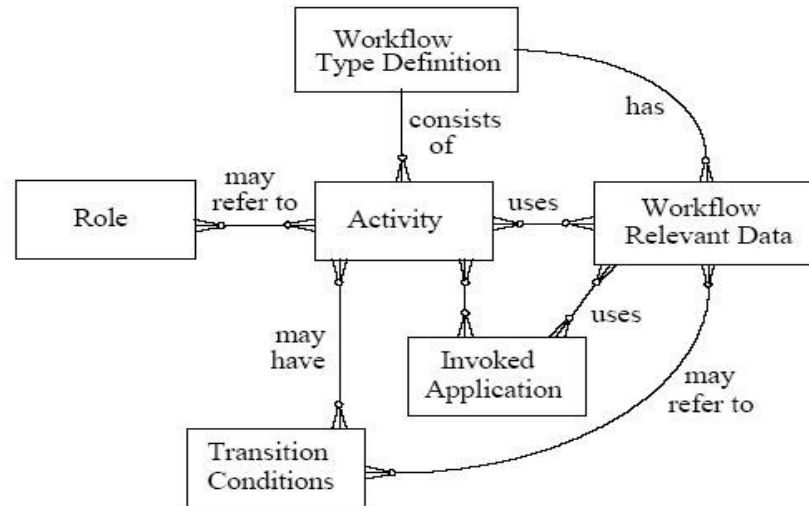 Workflow
Type Definition
consists
of
has
may
refer to
Role
Activity
uses
Workflow
Relevant Data
may
have
Invoked
Application
uses
may
refer to
Transition
Conditions